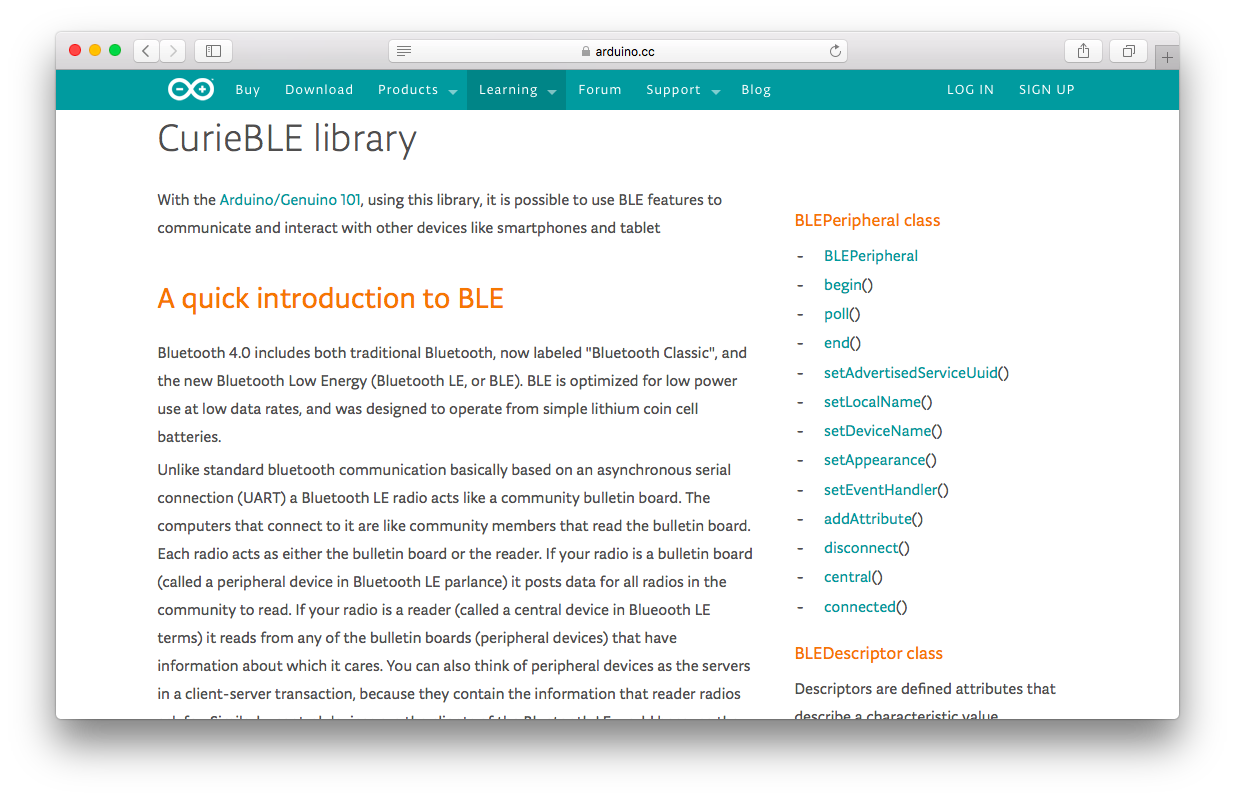 arduino.cc
Buy Download Products Learning Forum Support Blog LOG IN SIGN UP
CurieBLE library
With the Arduino/Genuino 101, using this library, it is possible to use BLE features to
communicate and interact with other devices like smartphones and tablet
A quick introduction to BLE
Bluetooth 4.0 includes both traditional Bluetooth, now labeled "Bluetooth Classic", and
the new Bluetooth Low Energy (Bluetooth LE, or BLE). BLE is optimized for low power
use at low data rates, and was designed to operate from simple lithium coin cell
batteries.
Unlike standard bluetooth communication basically based on an asynchronous serial
connection (UART) a Bluetooth LE radio acts like a community bulletin board. The
computers that connect to it are like community members that read the bulletin board.
Each radio acts as either the bulletin board or the reader. If your radio is a bulletin board
(called a peripheral device in Bluetooth LE parlance) it posts data for all radios in the
community to read. If your radio is a reader (called a central device in Blueooth LE
terms) it reads from any of the bulletin boards (peripheral devices) that have
information about which it cares. You can also think of peripheral devices as the servers
in a client-server transaction, because they contain the information that reader radios
BLEPeripheral class
- BLEPeripheral
- begin()
- poll()
- end()
- setAdvertisedServiceUuid()
- setLocalName()
- setDeviceName()
- setAppearance()
- setEventHandler()
- addAttribute()
- disconnect()
- central()
- connected()
BLEDescriptor class
Descriptors are defined attributes that
describe a characteristic value